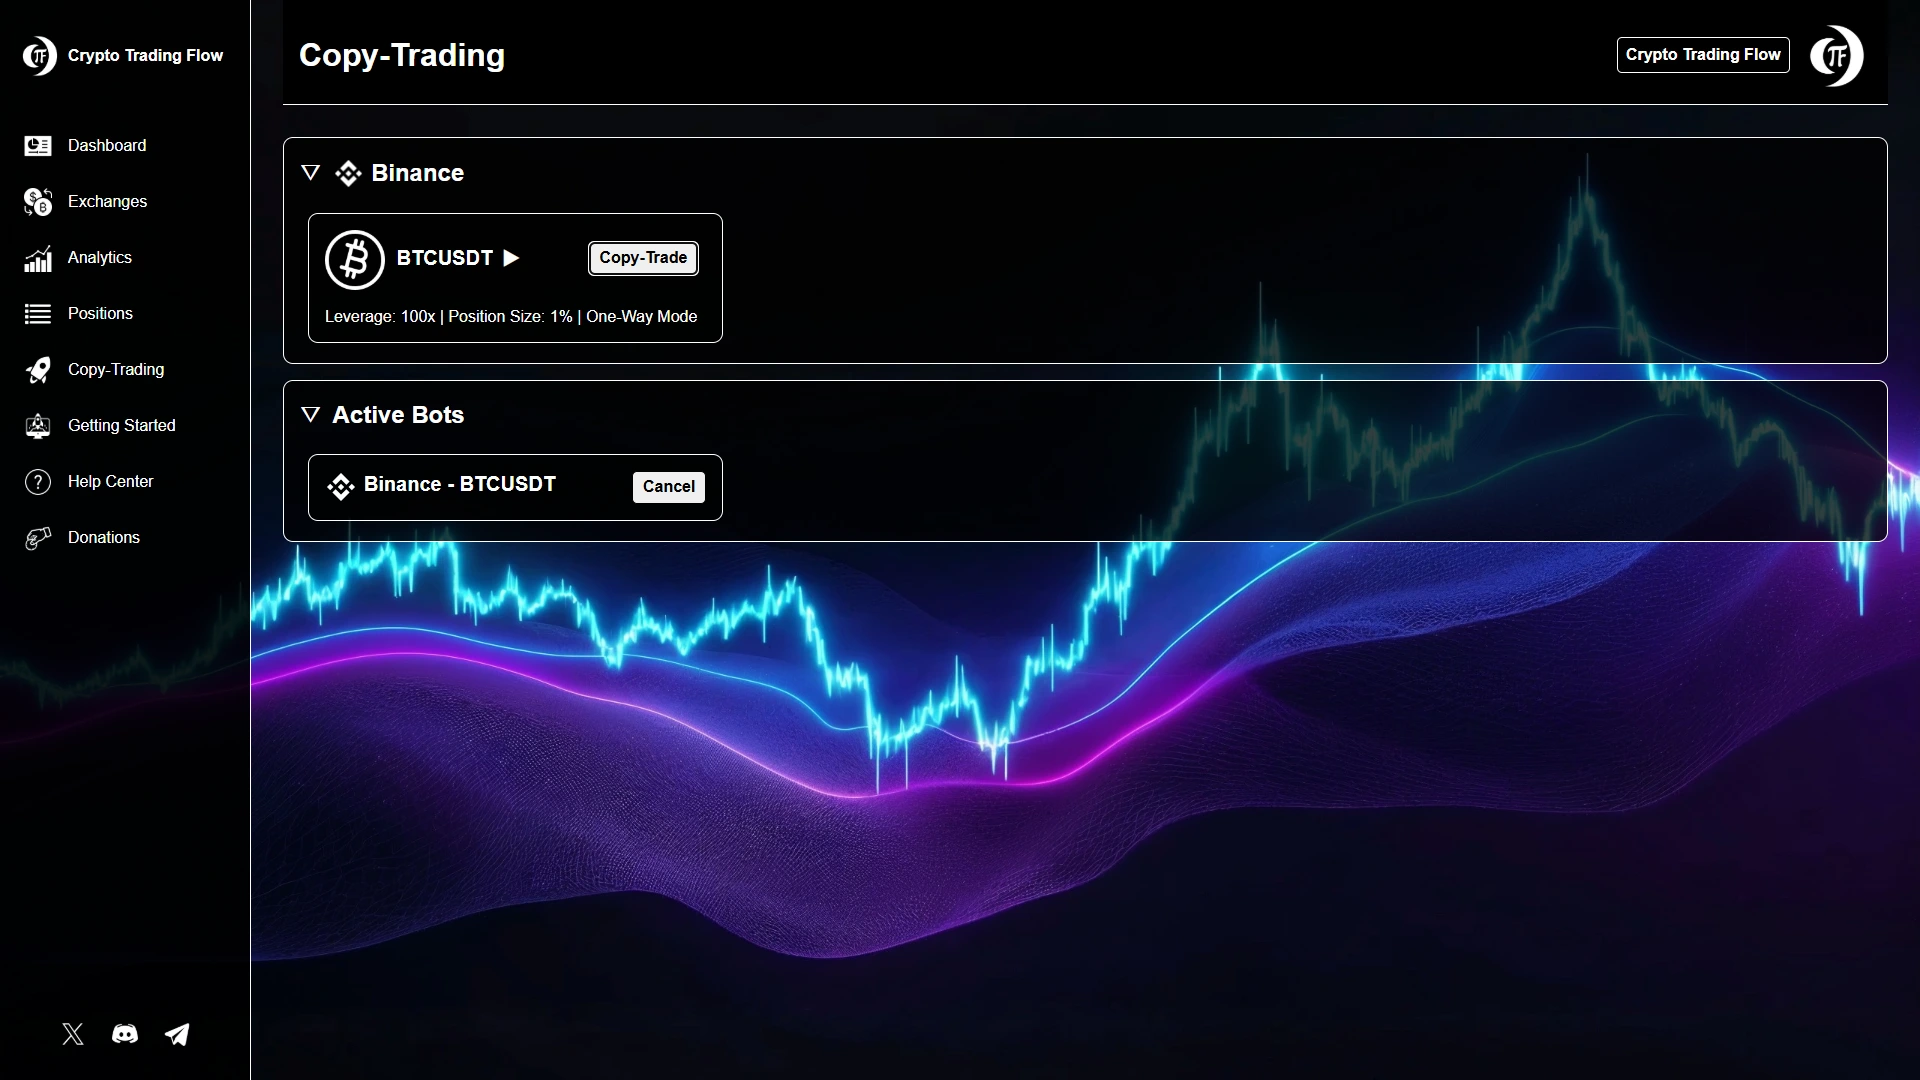 Crypto Trading Flow
Dashboard
Exchanges
Analytics
Positions
Copy-Trading
Getting Started
Help Center
Donations
Copy-Trading
Crypto Trading Flow
Binance
BTCUSDT
Copy-Trade
Leverage: 100x | Position Size: 1% | One-Way Mode
Active Bots
Binance - BTCUSDT
Cancel